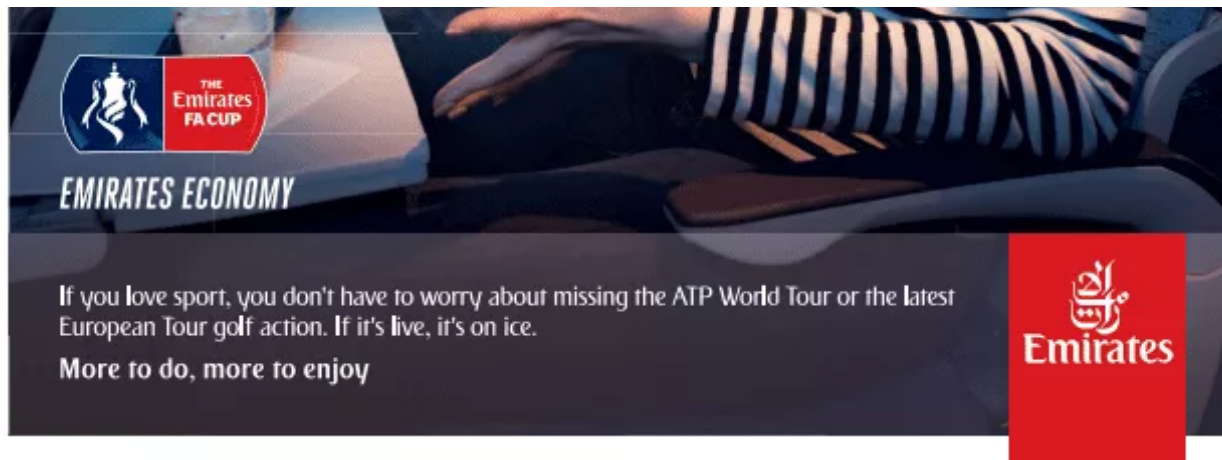 THE
Emirates
FA CUP
EMIRATES ECONOMY
If you love sport, you don't have to worry about missing the ATP World Tour or the latest
European Tour golf action. If it's live, it's on ice.
More to do, more to enjoy
Emirates